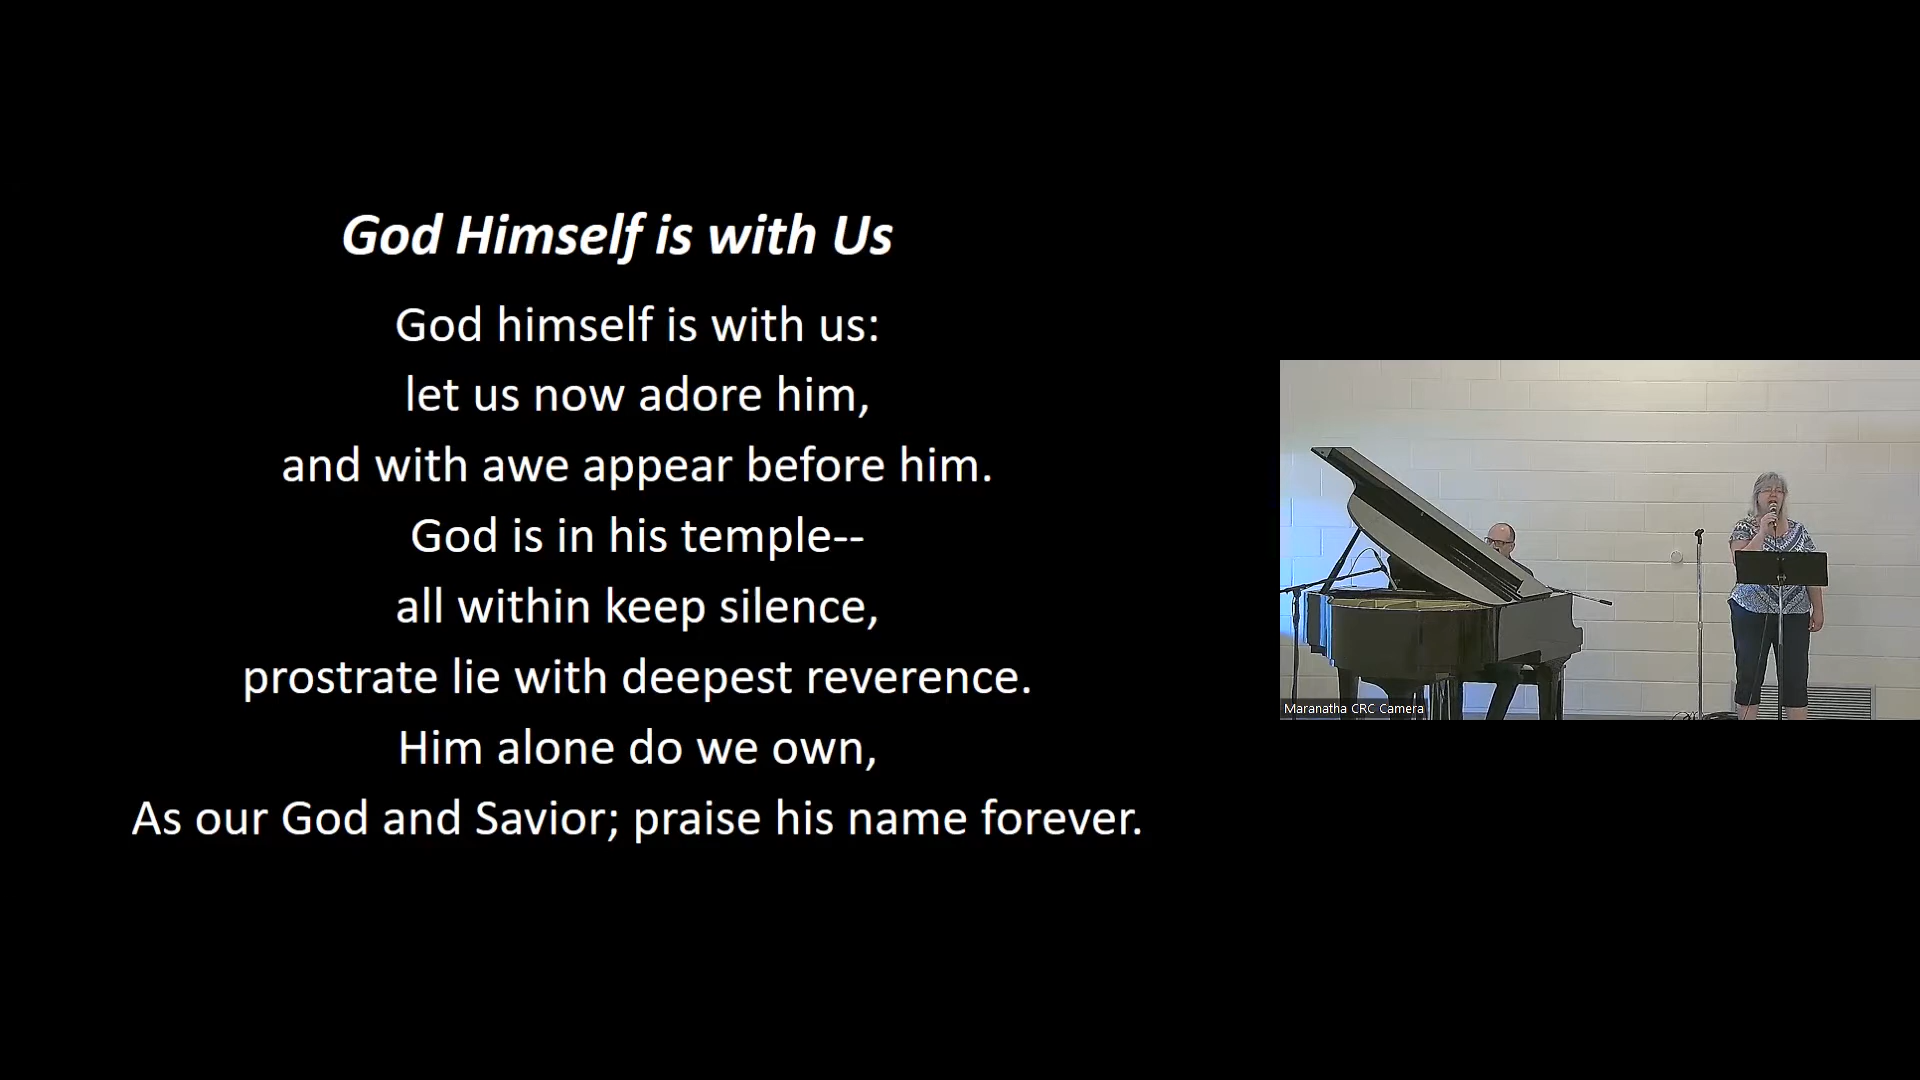 God Himself is with Us
God himself is with us:
let us now adore him,
and with awe appear before him.
God is in his temple--
all within keep silence,
prostrate lie with deepest reverence.
Him alone do we own,
As our God and Savior; praise his name forever.
Maranatha CRC Camera